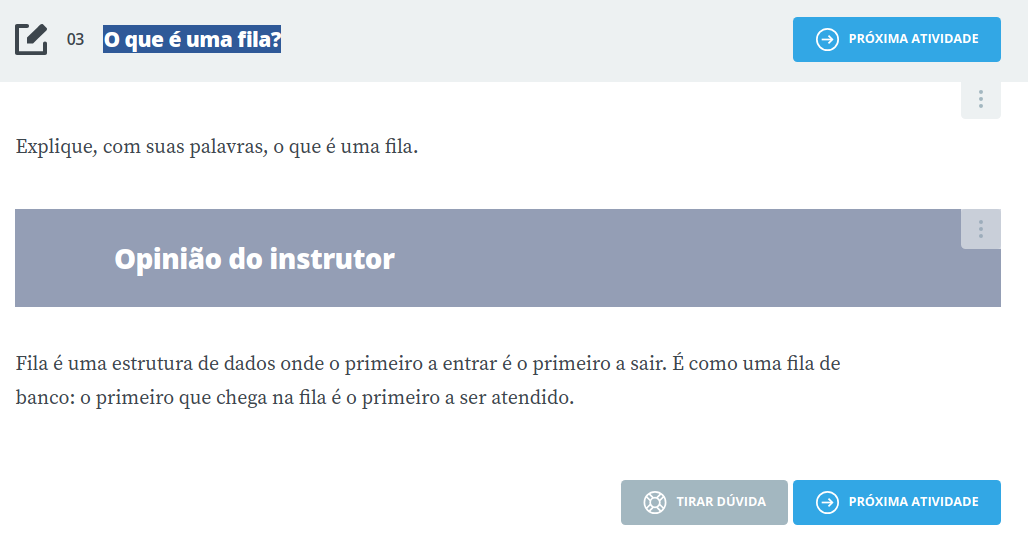 03 O que é uma fila?
PRÓXIMA ATIVIDADE
Explique, com suas palavras, o que é uma fila.
Opinião do instrutor
Fila é uma estrutura de dados onde o primeiro a entrar é o primeiro a sair. É como uma fila de
banco: o primeiro que chega na fila é o primeiro a ser atendido.
TIRAR DÚVIDA
PRÓXIMA ATIVIDADE